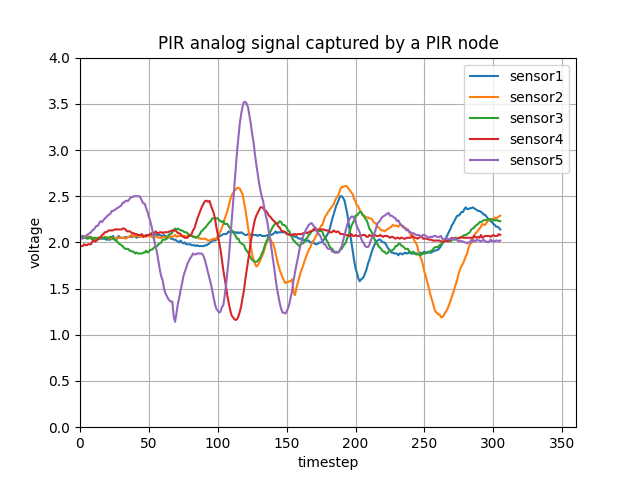 PIR analog signal captured by a PIR node
4.0
3.5
3.0
2.5
2.0
1.5
1.0
0.5
0.0
voltage
sensor1
sensor2
sensor3
sensor4
sensor5
0 50 100 150 200 250 300 350
timestep